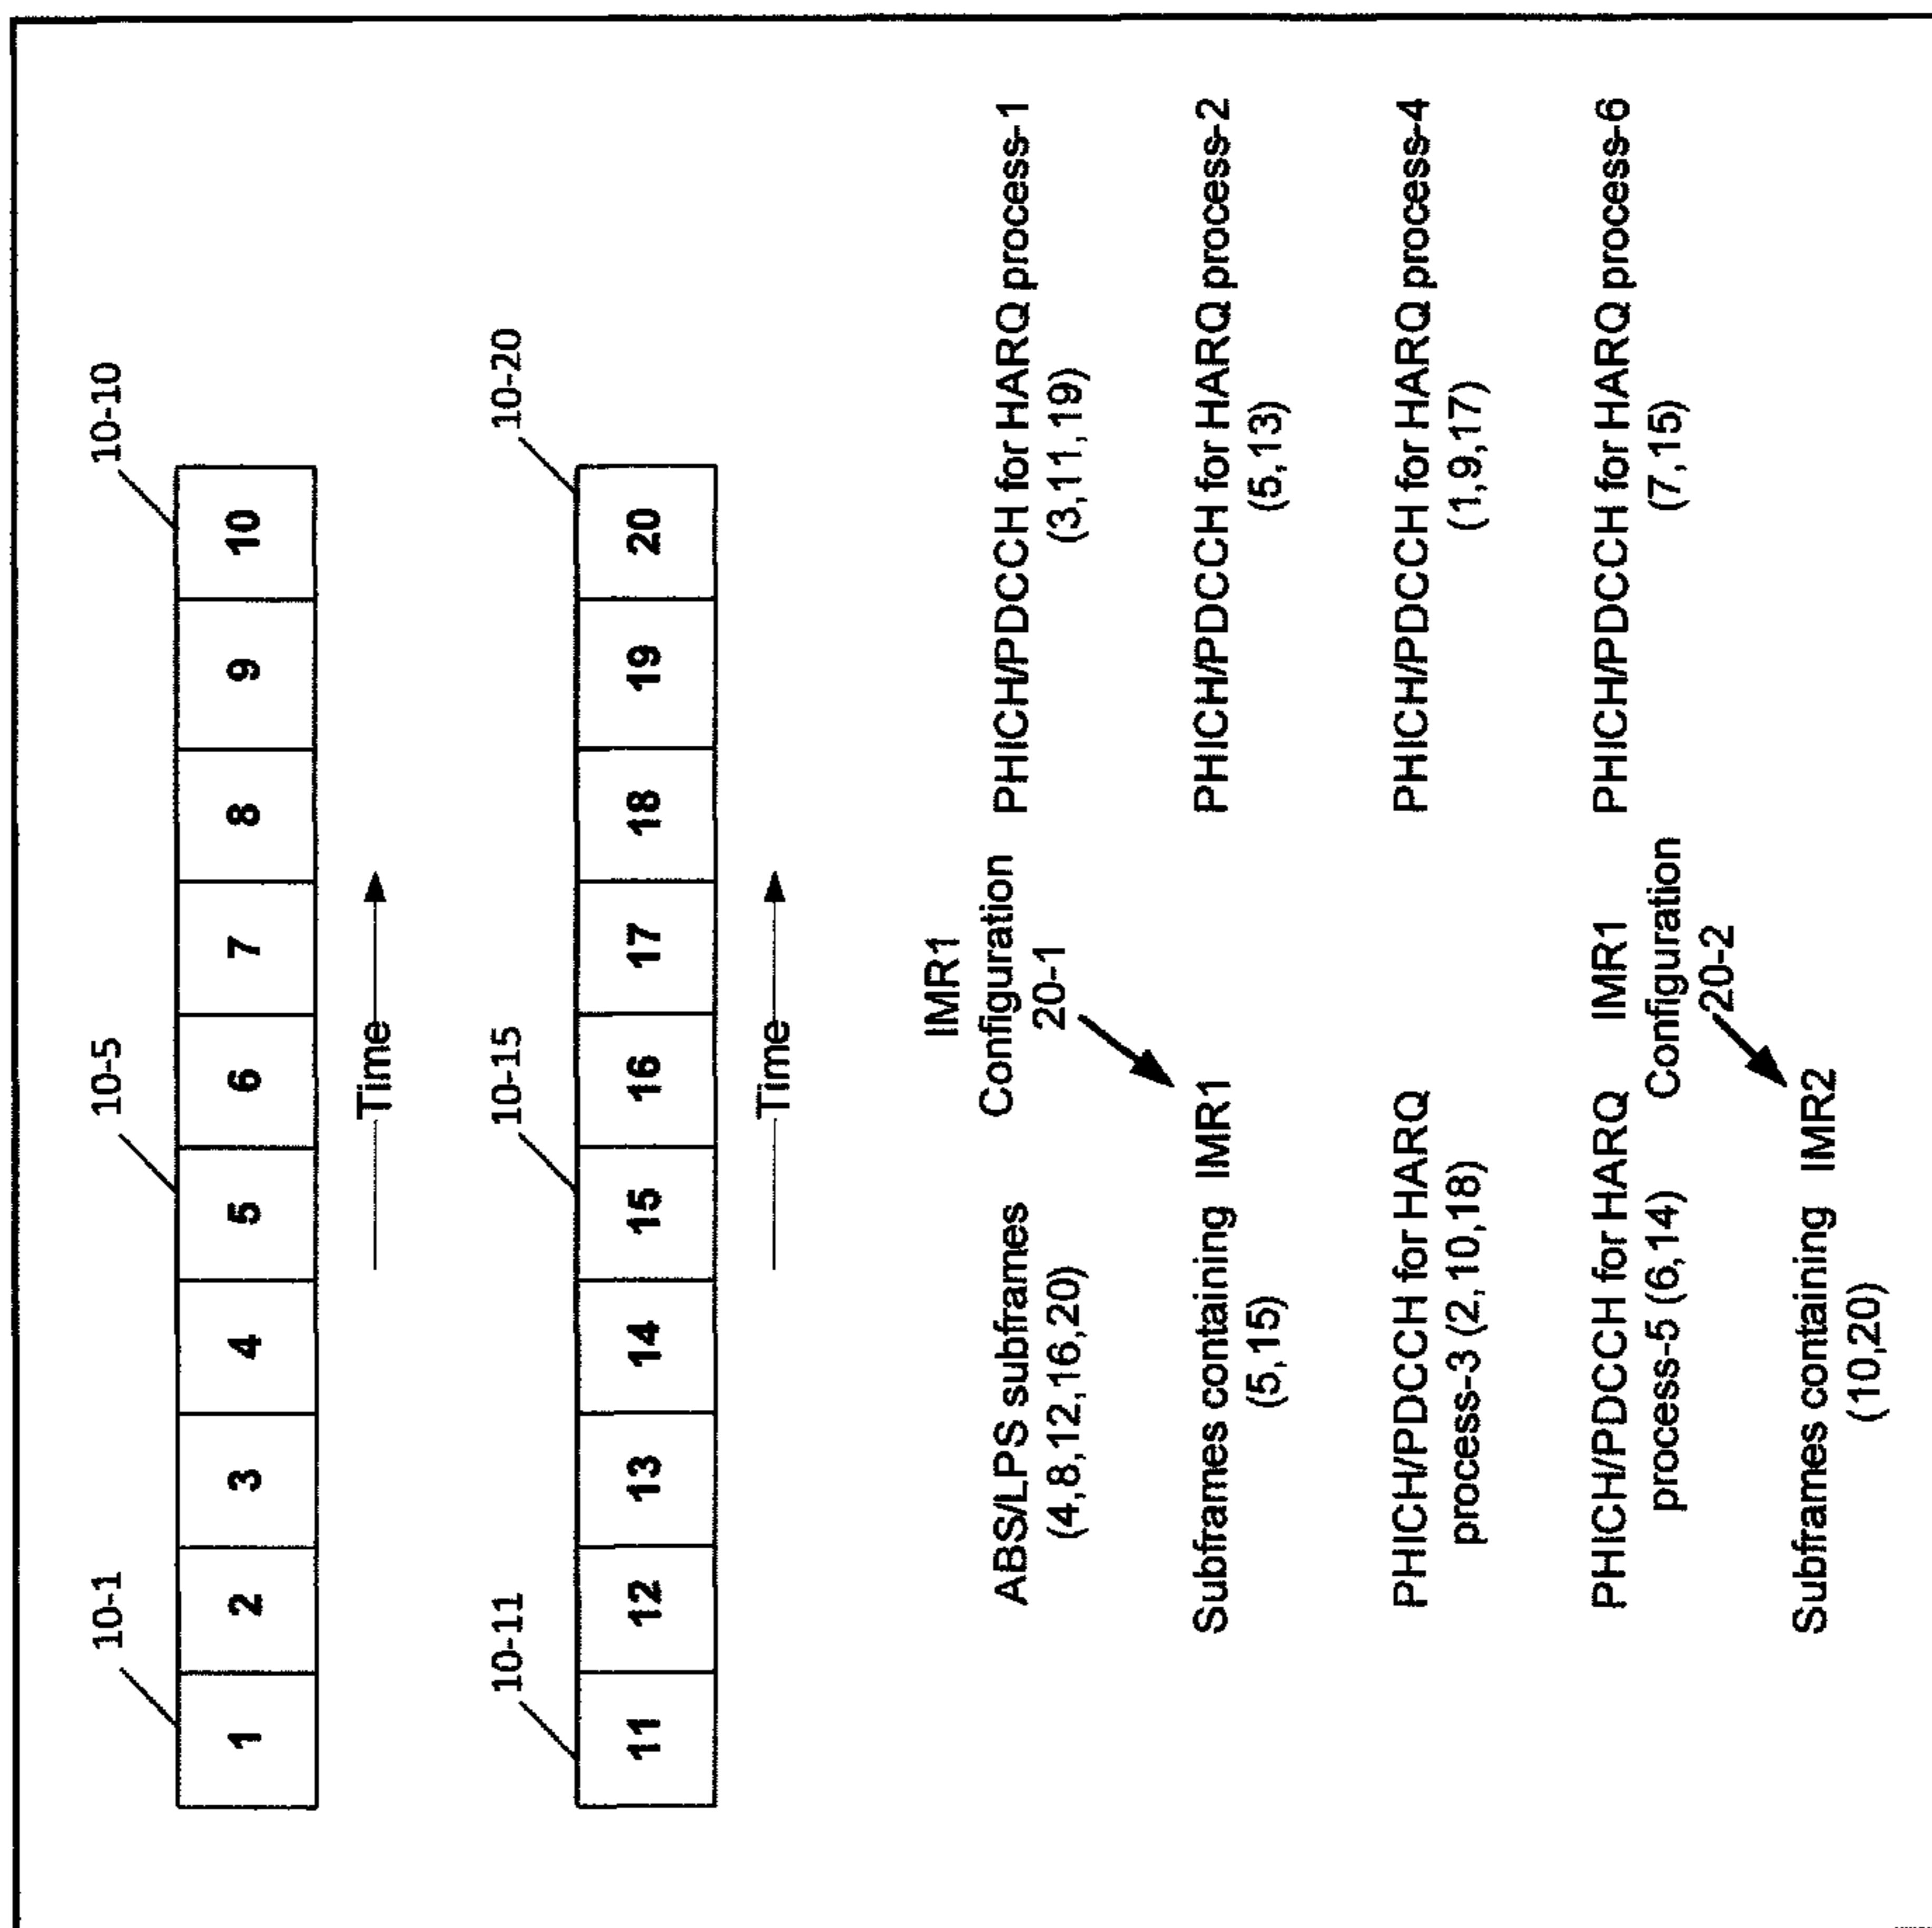 10-1
10-5
10-10
1 2 3 4 5 6 7 8 9 10
Time
10-11
10-15
10-20
11 12 13 14 15 16 17 18 19 20
Time
IMR1
Configuration
20-1
ABS/LPS subframes
(4,8,12,16,20)
PHICH/PDCCH for HARQ process-1
(3,11,19)
Subframes containing IMR1
(5,15)
PHICH/PDCCH for HARQ process-2
(5,13)
PHICH/PDCCH for HARQ
process-3 (2,10,18)
PHICH/PDCCH for HARQ process-4
(1,9,17)
PHICH/PDCCH for HARQ
process-5 (6,14)
IMR1
Configuration
20-2
PHICH/PDCCH for HARQ process-6
(7,15)
Subframes containing IMR2
(10,20)